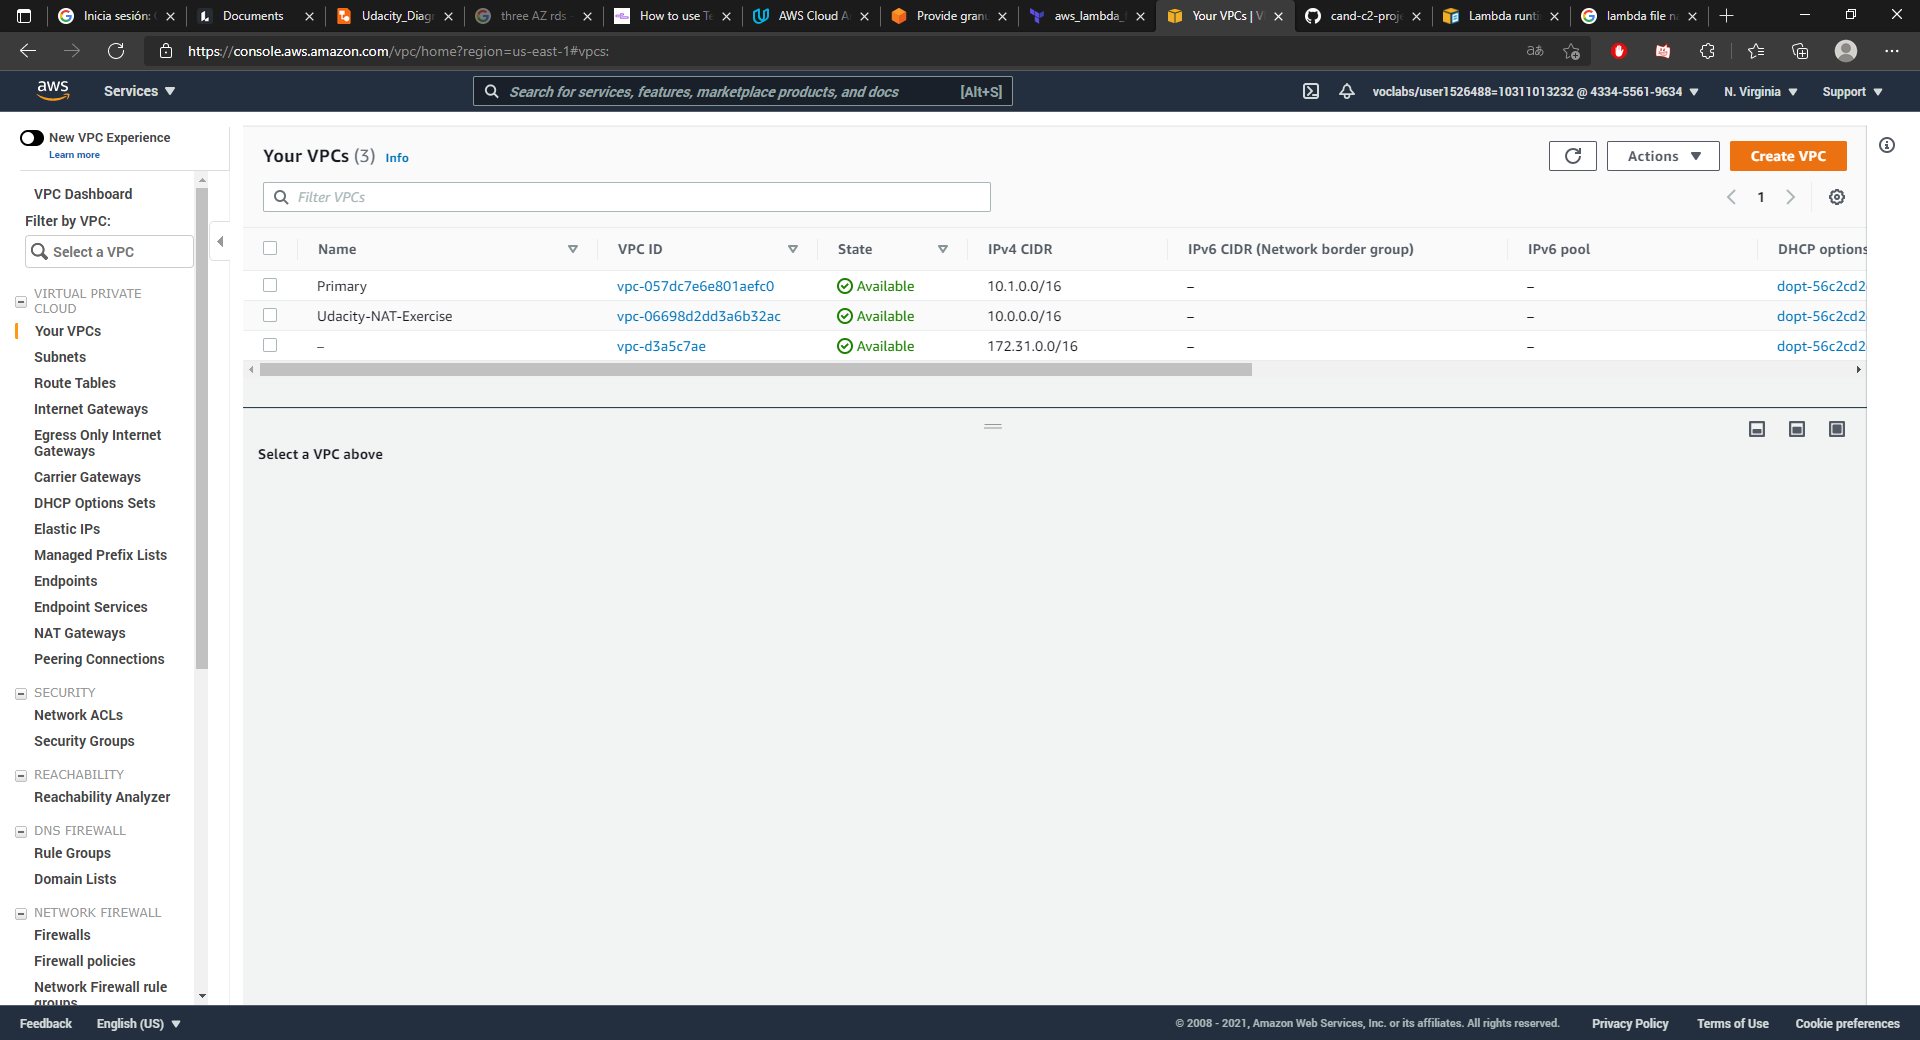 Inicia sesión:
Documents
Udacity_Diag
three AZ rds
How to use Te
AWS Cloud A
Provide gran
aws_lambda_
Your VPCs | V
cand-c2-proj
Lambda runti
lambda file na
https://console.aws.amazon.com/vpc/home?region=us-east-1#vpcs:
aws
Services
Search for services, features, marketplace products, and docs
[Alt+S]
voclabs/user1526488=10311013232 @ 4334-5561-9634
N. Virginia
Support
New VPC Experience
Learn more
VPC Dashboard
Filter by VPC:
Select a VPC
VIRTUAL PRIVATE
CLOUD
Your VPCs
Subnets
Route Tables
Internet Gateways
Egress Only Internet
Gateways
Carrier Gateways
DHCP Options Sets
Elastic IPs
Managed Prefix Lists
Endpoints
Endpoint Services
NAT Gateways
Peering Connections
SECURITY
Network ACLs
Security Groups
REACHABILITY
Reachability Analyzer
DNS FIREWALL
Rule Groups
Domain Lists
NETWORK FIREWALL
Firewalls
Firewall policies
Network Firewall rule
groups
Your VPCs (3) Info
Actions
Create VPC
Filter VPCs
1
Name VPC ID State IPv4 CIDR IPv6 CIDR (Network border group) IPv6 pool DHCP options
Primary vpc-057dc7e6e801aefc0 Available 10.1.0.0/16 – – dopt-56c2cd2
Udacity-NAT-Exercise vpc-06698d2dd3a6b32ac Available 10.0.0.0/16 – – dopt-56c2cd2
– vpc-d3a5c7ae Available 172.31.0.0/16 – – dopt-56c2cd2
Select a VPC above
Feedback
English (US)
© 2008 - 2021, Amazon Web Services, Inc. or its affiliates. All rights reserved.
Privacy Policy
Terms of Use
Cookie preferences